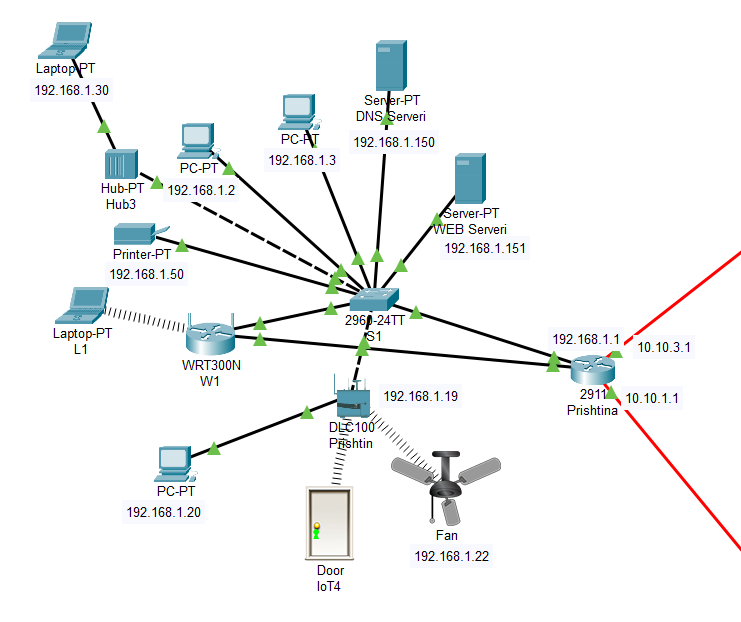 Laptop-PT
192.168.1.30
Hub-PT
Hub3
PC-PT
192.168.1.2
PC-PT
192.168.1.3
Server-PT
DNS Serveri
192.168.1.150
Server-PT
WEB Serveri
192.168.1.151
Printer-PT
192.168.1.50
Laptop-PT
L1
WRT300N
W1
2960-24TT
S1
192.168.1.1
10.10.3.1
2911
Prishtina
10.10.1.1
DLC100
Prishtin
192.168.1.19
PC-PT
192.168.1.20
Door
IoT4
Fan
192.168.1.22